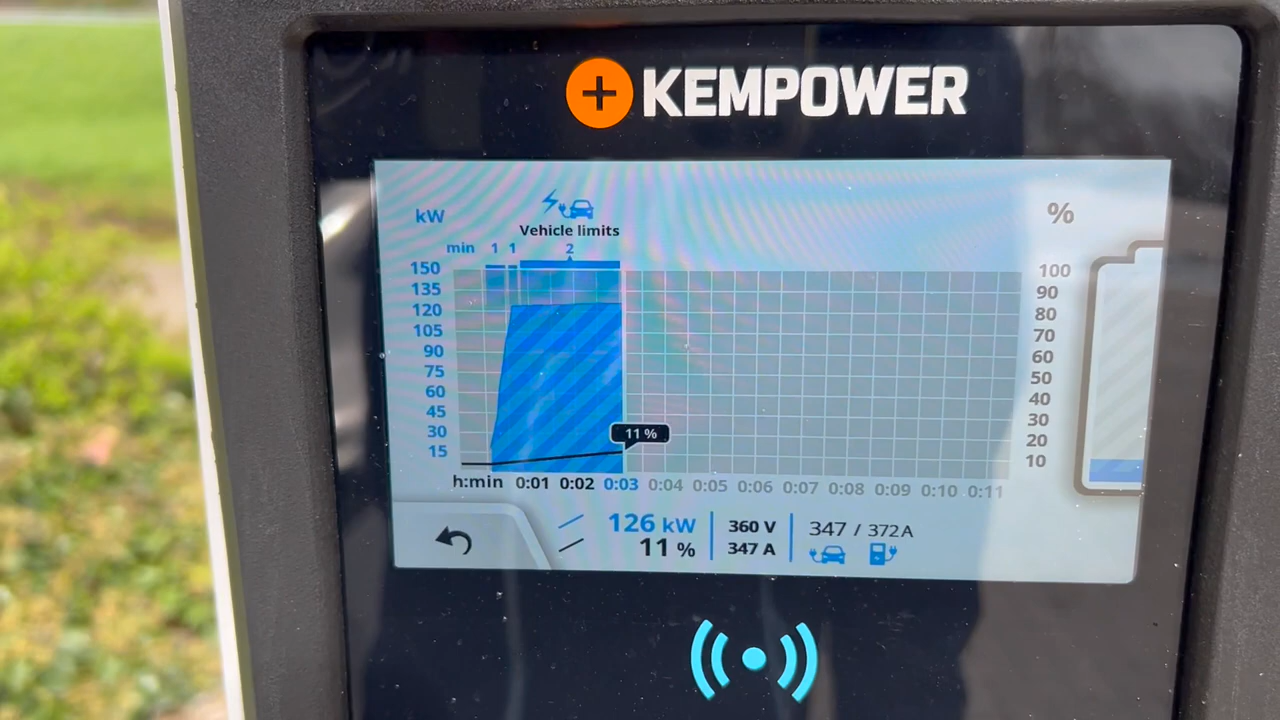 KEMPOWER
kW
%
Vehicle limits
min 1 1 2
150
135
120
105
90
75
60
45
30
15
100
90
80
70
60
50
40
30
20
10
11 %
h:min 0:01 0:02 0:03 0:04 0:05 0:06 0:07 0:08 0:09 0:10 0:11
126 kW
11 %
360 V
347 A
347 / 372A